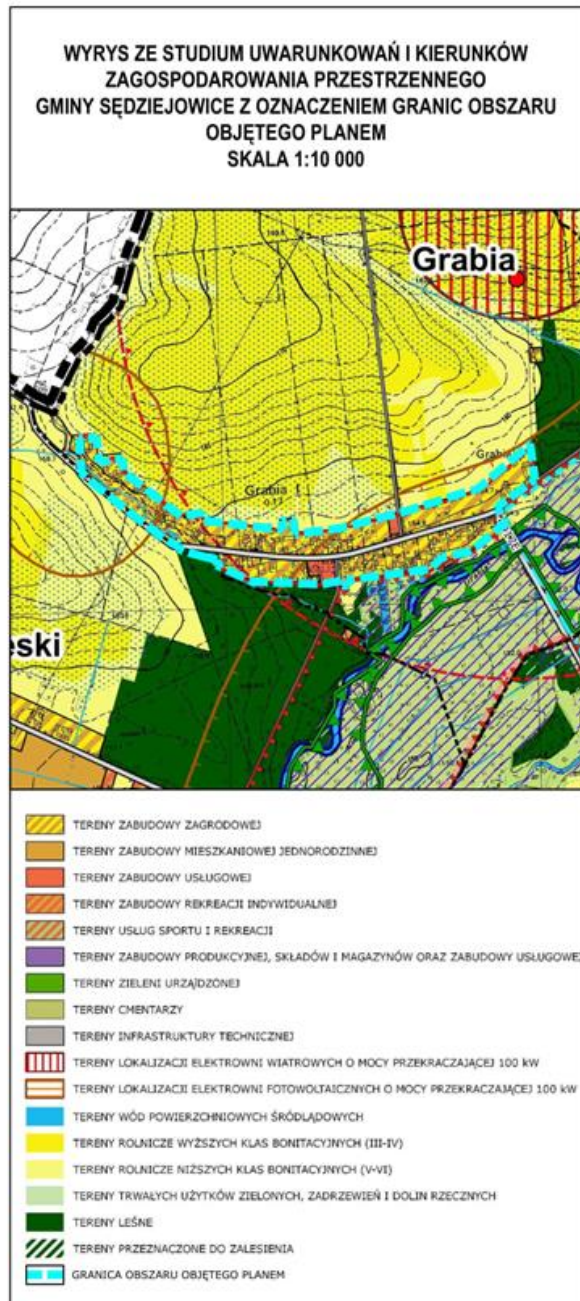 WYRYS ZE STUDIUM UWARUNKOWAŃ I KIERUNKÓW
ZAGOSPODAROWANIA PRZESTRZENNEGO
GMINY SĘDZIEJOWICE Z OZNACZENIEM GRANIC OBSZARU
OBJĘTEGO PLANEM
SKALA 1:10 000
Grabia
Grabia
Grabia
eski
TERENY ZABUDOWY ZAGRODOWEJ
TERENY ZABUDOWY MIESZKANIOWEJ JEDNORODZINNEJ
TERENY ZABUDOWY USŁUGOWEJ
TERENY ZABUDOWY REKREACJI INDYWIDUALNEJ
TERENY USŁUG SPORTU I REKREACJI
TERENY ZABUDOWY PRODUKCYJNEJ, SKŁADÓW I MAGAZYNÓW ORAZ ZABUDOWY USŁUGOWEJ
TERENY ZIELENI URZĄDZONEJ
TERENY CMENTARZY
TERENY INFRASTRUKTURY TECHNICZNEJ
TERENY LOKALIZACJI ELEKTROWNI WIATROWYCH O MOCY PRZEKRACZAJĄCEJ 100 kW
TERENY LOKALIZACJI ELEKTROWNI FOTOWOLTAICZNYCH O MOCY PRZEKRACZAJĄCEJ 100 kW
TERENY WÓD POWIERZCHNIOWYCH ŚRÓDLĄDOWYCH
TERENY ROLNICZE WYŻSZYCH KLAS BONITACYJNYCH (III-IV)
TERENY ROLNICZE NIŻSZYCH KLAS BONITACYJNYCH (V-VI)
TERENY TRWAŁYCH UŻYTKÓW ZIELONYCH, ZADRZEWIEŃ I DOLIN RZECZNYCH
TERENY LEŚNE
TERENY PRZEZNACZONE DO ZALESIENIA
GRANICA OBSZARU OBJĘTEGO PLANEM